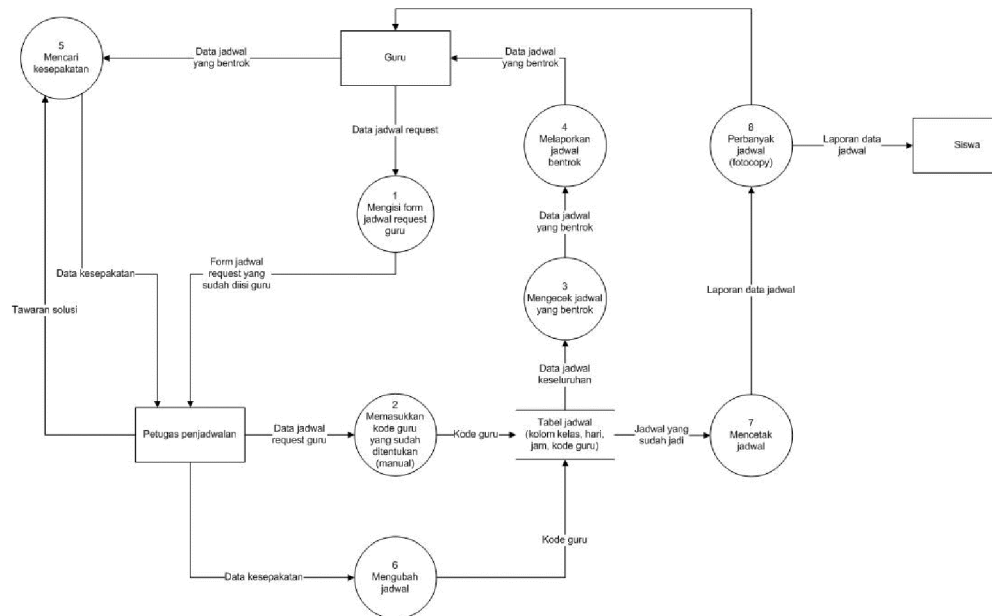 5
Mencari
kesepakatan
Data jadwal
yang bentrok
Guru
Data jadwal
yang bentrok
Data jadwal request
4
Melaporkan
jadwal
bentrok
8
Perbanyak
jadwal
(fotocopy)
Laporan data
jadwal
Siswa
1
Mengisi form
jadwal request
guru
Data jadwal
yang bentrok
Data kesepakatan
Form jadwal
request yang
sudah diisi guru
3
Mengecek jadwal
yang bentrok
Laporan data jadwal
Tawaran solusi
Data jadwal
keseluruhan
Petugas penjadwalan
Data jadwal
request guru
2
Memasukkan
kode guru
yang sudah
ditentukan
(manual)
Kode guru
Tabel jadwal
(kolom kelas, hari,
jam, kode guru)
Jadwal yang
sudah jadi
7
Mencetak
jadwal
Kode guru
Data kesepakatan
6
Mengubah
jadwal